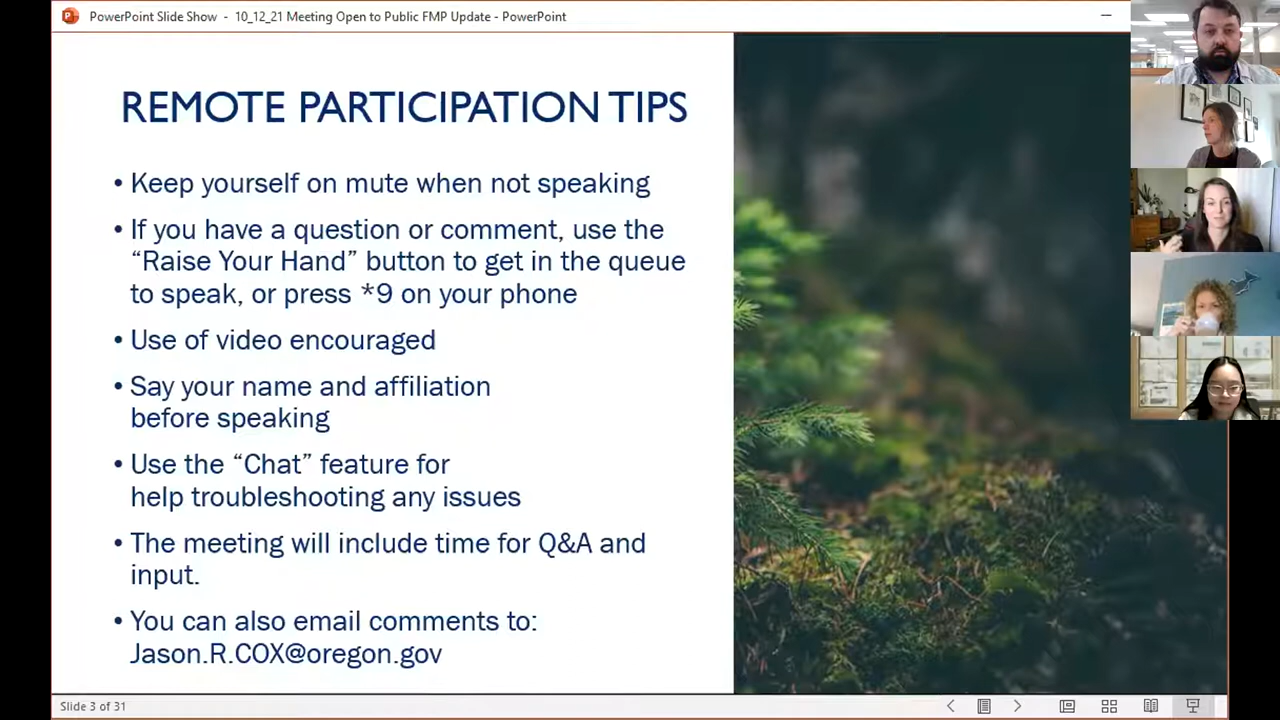 PowerPoint Slide Show - 10_12_21 Meeting Open to Public FMP Update - PowerPoint
REMOTE PARTICIPATION TIPS
• Keep yourself on mute when not speaking
• If you have a question or comment, use the
“Raise Your Hand” button to get in the queue
to speak, or press *9 on your phone
• Use of video encouraged
• Say your name and affiliation
before speaking
• Use the “Chat” feature for
help troubleshooting any issues
• The meeting will include time for Q&A and
input.
• You can also email comments to:
Jason.R.COX@oregon.gov
Slide 3 of 31